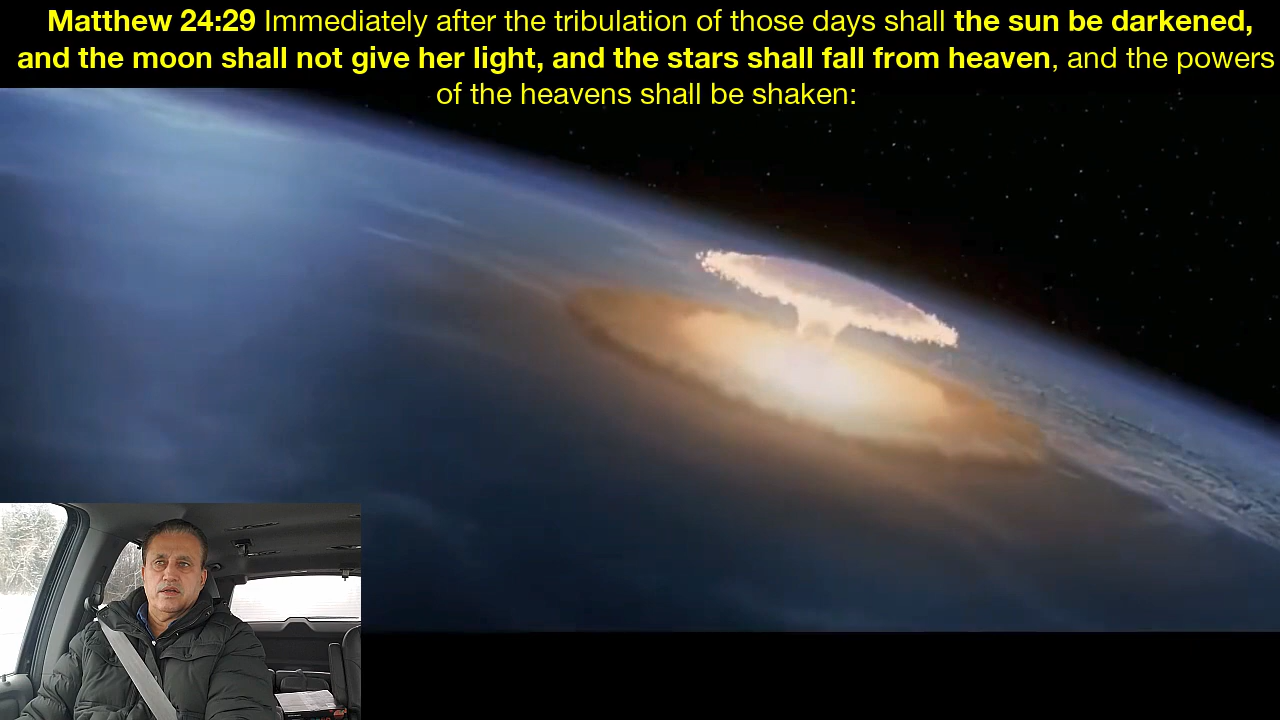 Matthew 24:29 Immediately after the tribulation of those days shall the sun be darkened,
and the moon shall not give her light, and the stars shall fall from heaven, and the powers
of the heavens shall be shaken: